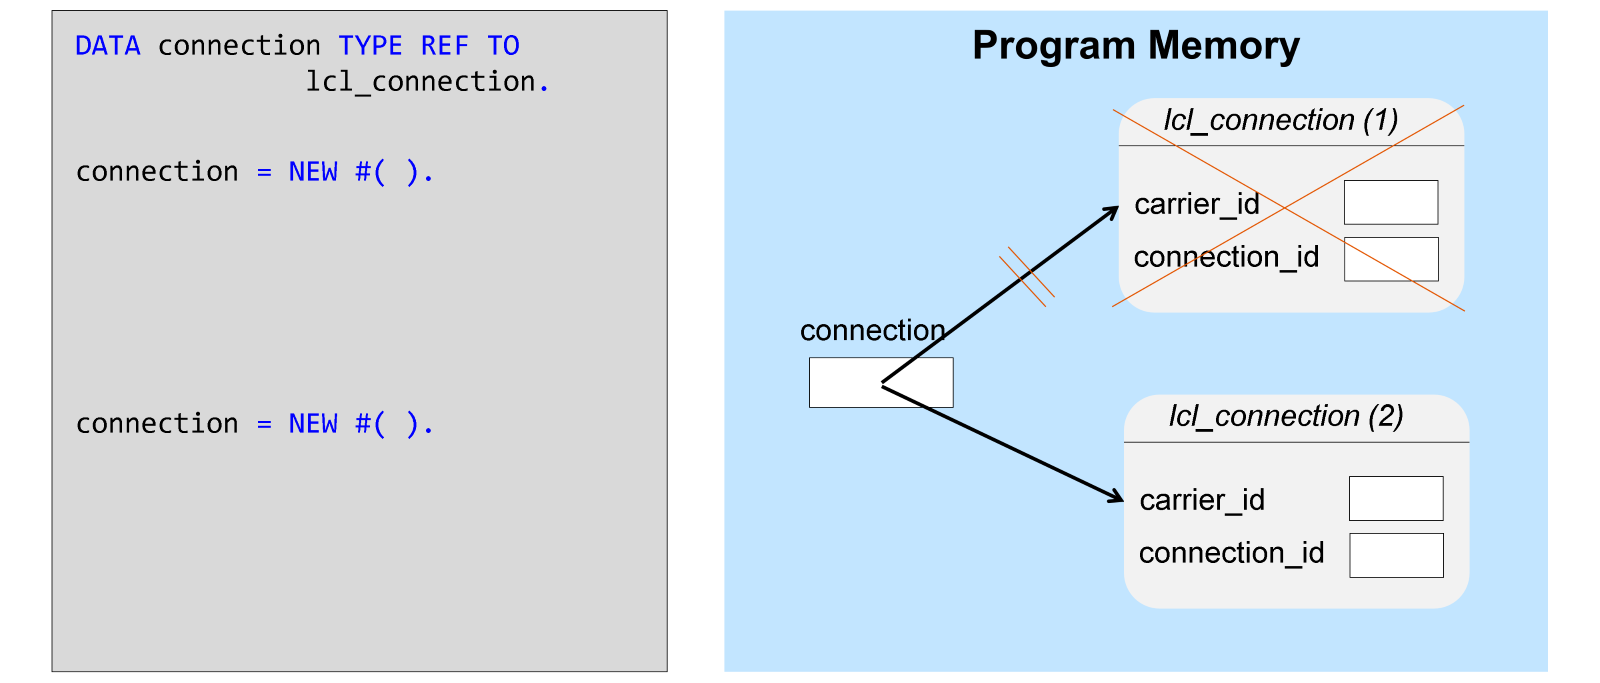 DATA connection TYPE REF TO
lcl_connection.
connection = NEW #( ).
connection = NEW #( ).
Program Memory
lcl_connection (1)
carrier_id
connection_id
connection
lcl_connection (2)
carrier_id
connection_id